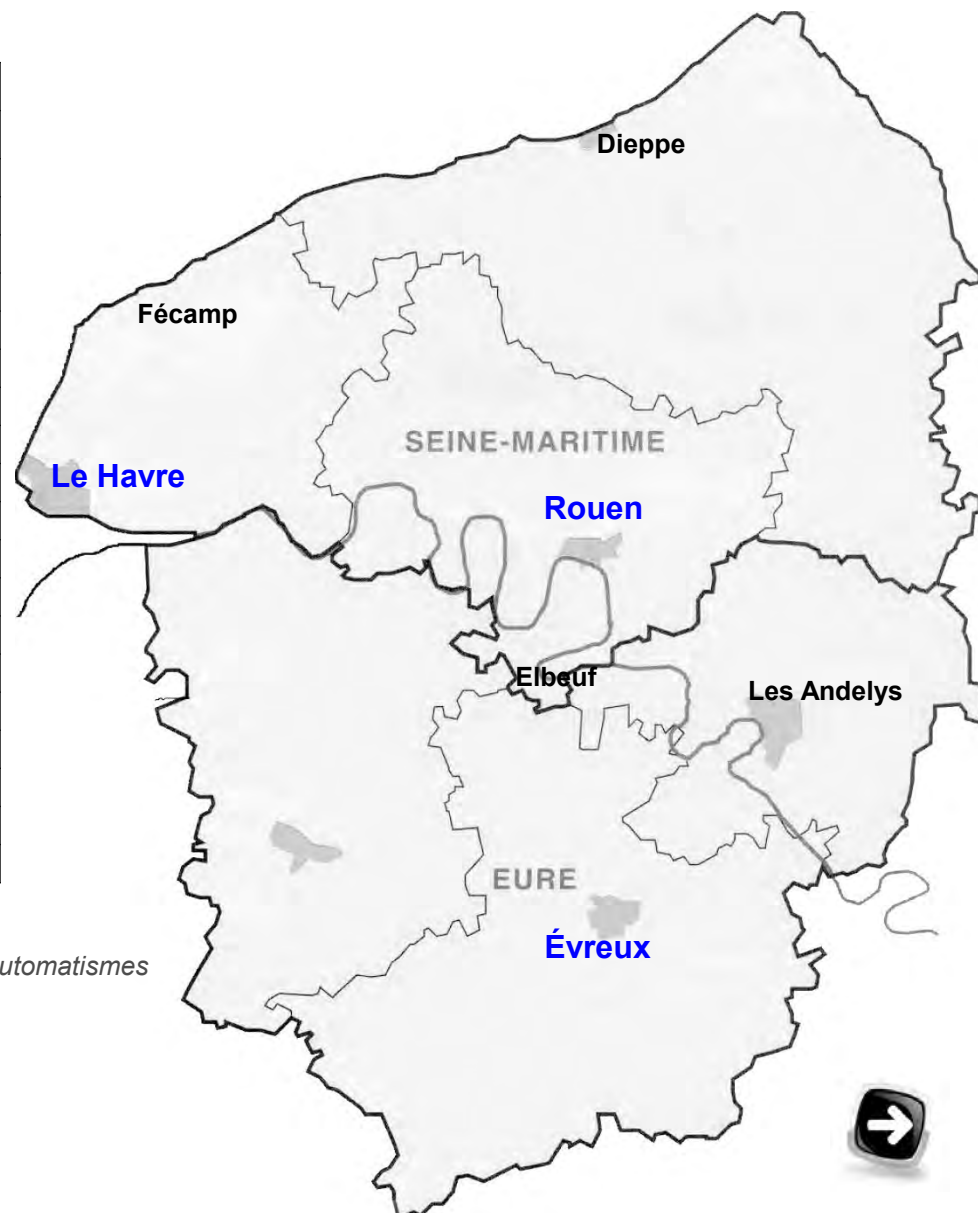 Dieppe
Fécamp
SEINE-MARITIME
Le Havre
Rouen
Elbeuf
Les Andelys
EURE
Évreux
utomatismes